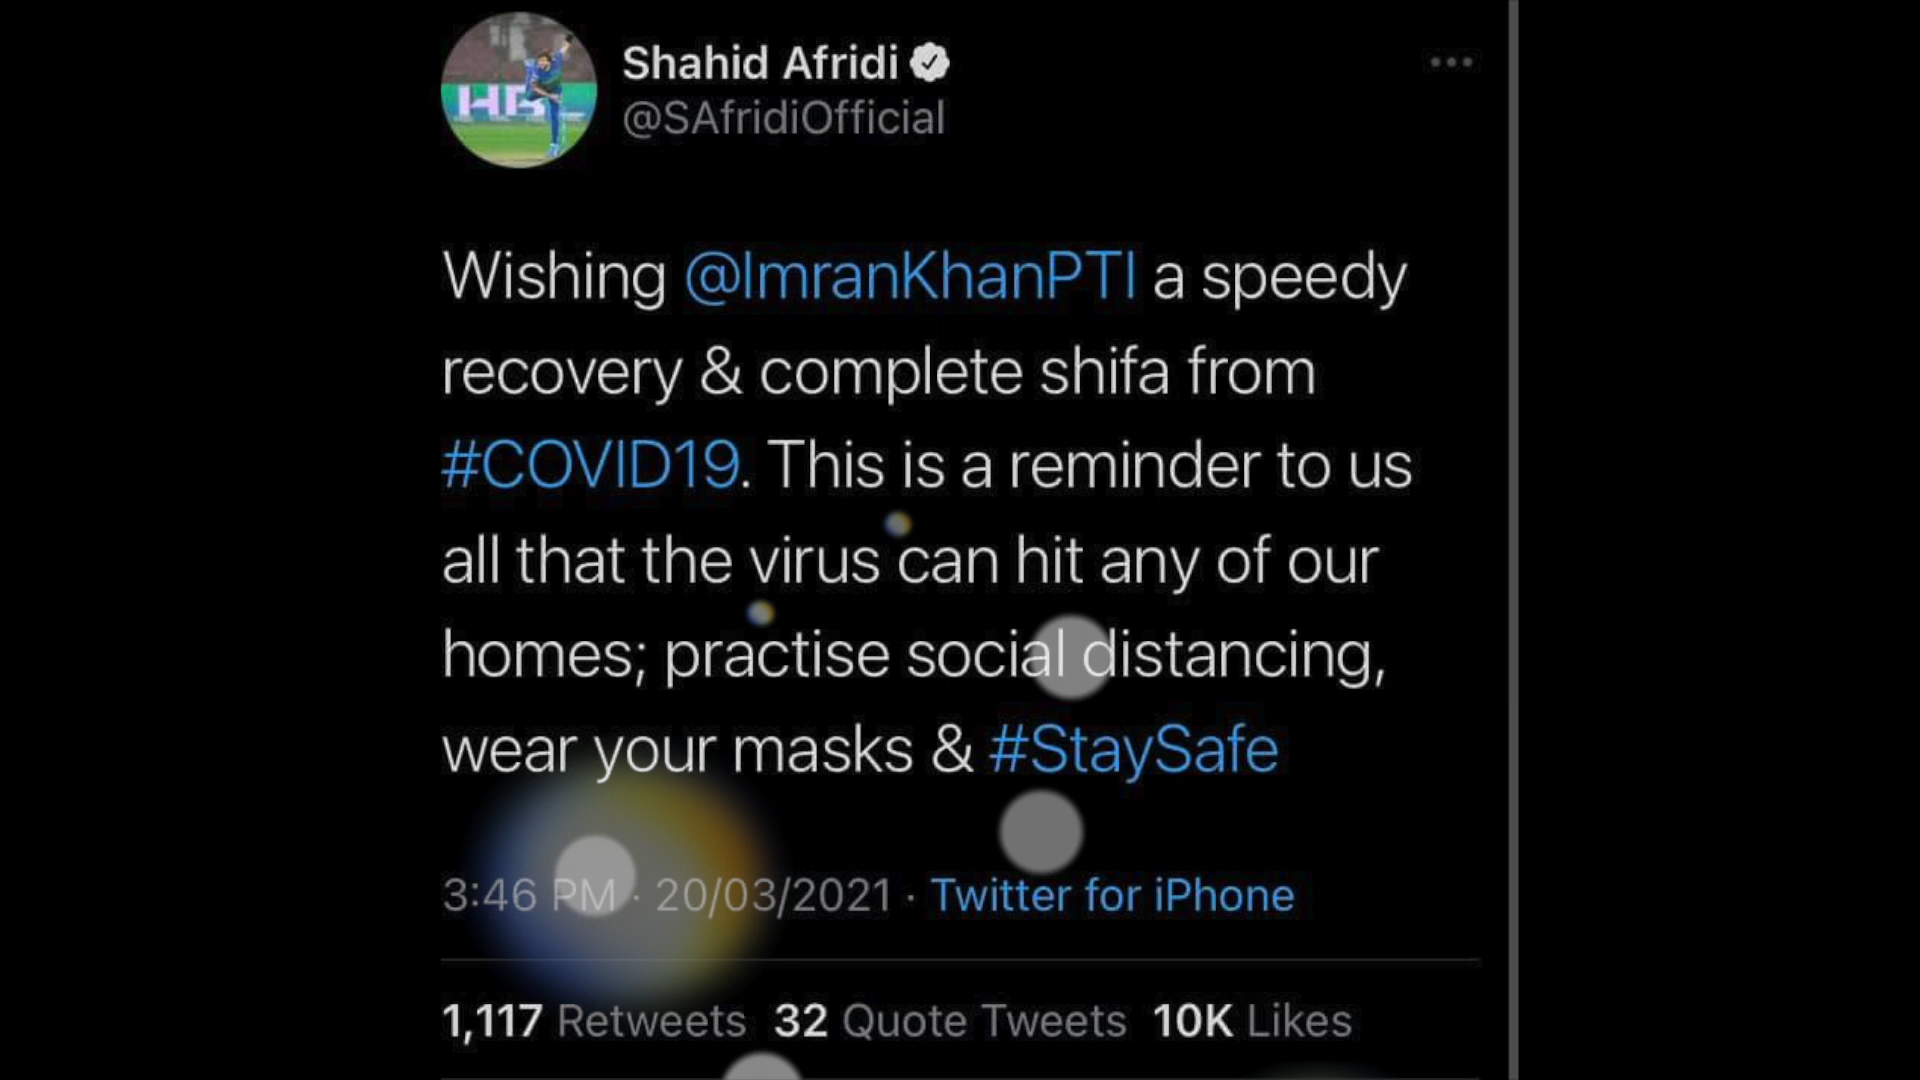 Shahid Afridi
@SAfridiOfficial
Wishing @ImranKhanPTI a speedy
recovery & complete shifa from
#COVID19. This is a reminder to us
all that the virus can hit any of our
homes; practise social distancing,
wear your masks & #StaySafe
3:46 PM · 20/03/2021 · Twitter for iPhone
1,117 Retweets 32 Quote Tweets 10K Likes